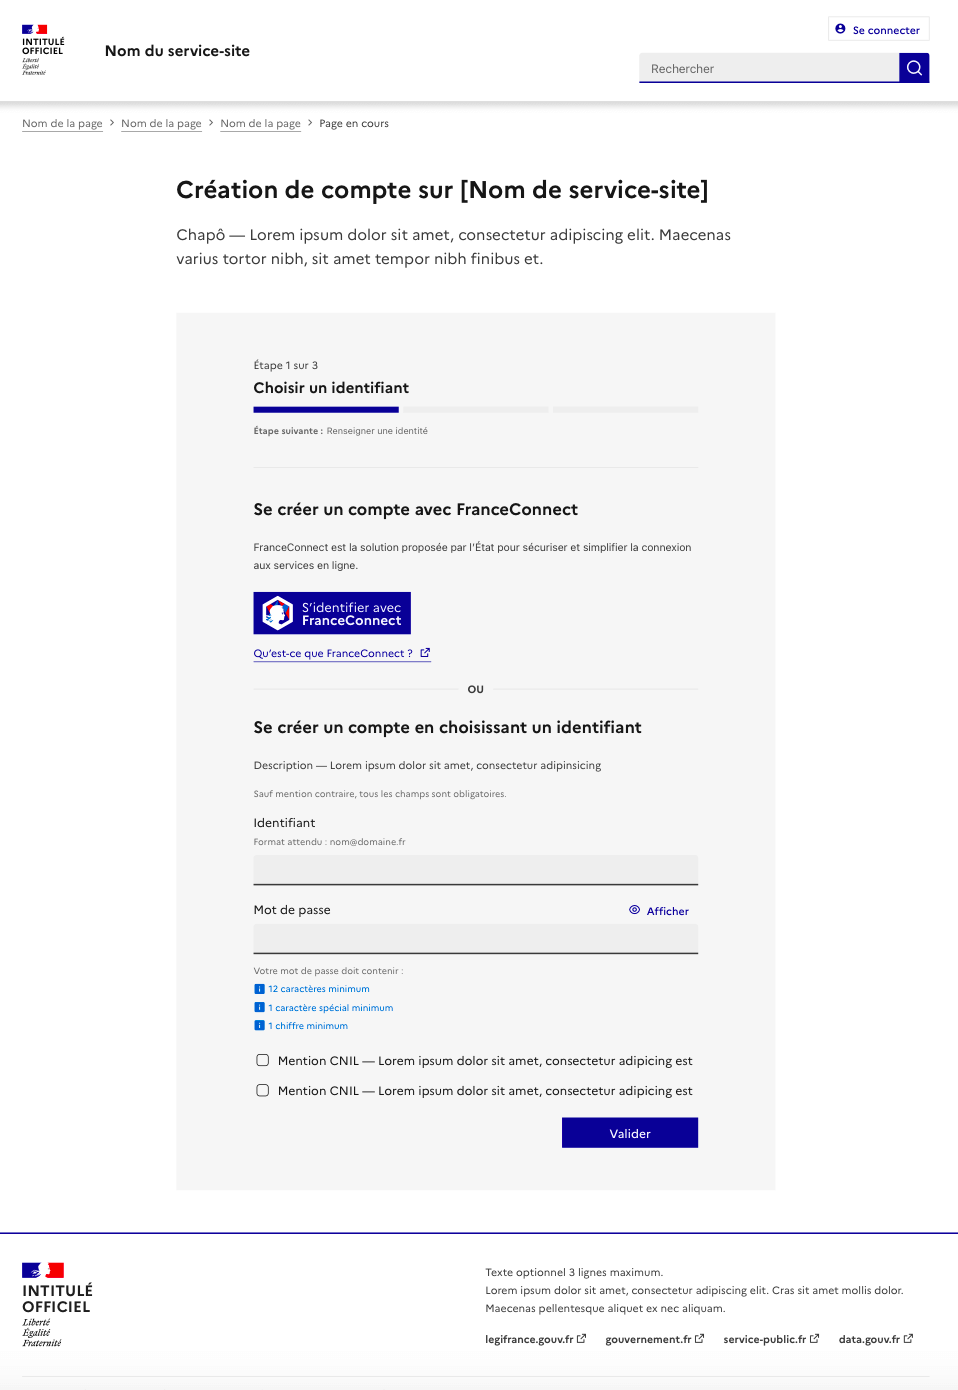 INTITULÉ
OFFICIEL
Liberté
Égalité
Fraternité
Nom du service-site
Se connecter
Rechercher
Nom de la page > Nom de la page > Nom de la page > Page en cours
Création de compte sur [Nom de service-site]
Chapô — Lorem ipsum dolor sit amet, consectetur adipiscing elit. Maecenas
varius tortor nibh, sit amet tempor nibh finibus et.
Étape 1 sur 3
Choisir un identifiant
Étape suivante : Renseigner une identité
Se créer un compte avec FranceConnect
FranceConnect est la solution proposée par l'État pour sécuriser et simplifier la connexion
aux services en ligne.
S'identifier avec
FranceConnect
Qu'est-ce que FranceConnect ?
OU
Se créer un compte en choisissant un identifiant
Description — Lorem ipsum dolor sit amet, consectetur adipinsicing
Sauf mention contraire, tous les champs sont obligatoires.
Identifiant
Format attendu : nom@domaine.fr
Mot de passe
Afficher
Votre mot de passe doit contenir :
12 caractères minimum
1 caractère spécial minimum
1 chiffre minimum
Mention CNIL — Lorem ipsum dolor sit amet, consectetur adipicing est
Mention CNIL — Lorem ipsum dolor sit amet, consectetur adipicing est
Valider
INTITULÉ
OFFICIEL
Liberté
Égalité
Fraternité
Texte optionnel 3 lignes maximum.
Lorem ipsum dolor sit amet, consectetur adipiscing elit. Cras sit amet mollis dolor.
Maecenas pellentesque aliquet ex nec aliquam.
legifrance.gouv.fr gouvernement.fr service-public.fr data.gouv.fr